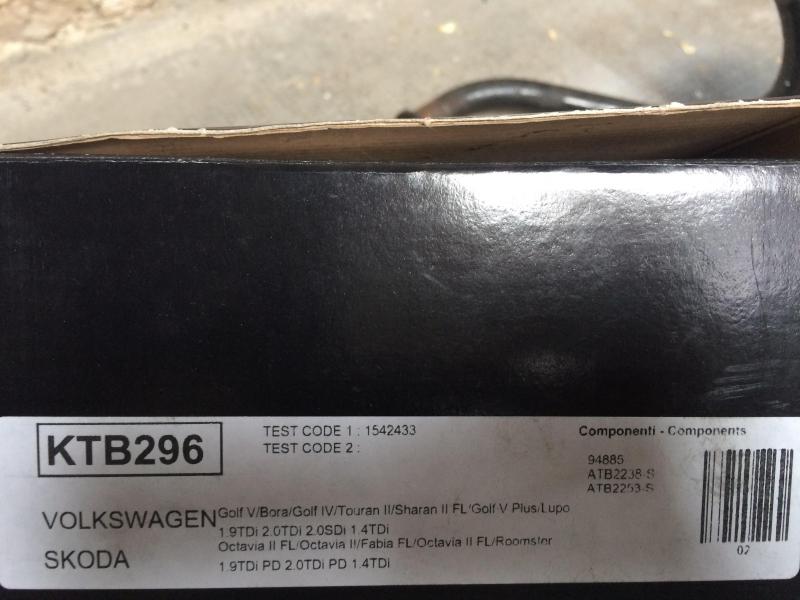 KTB296
TEST CODE 1 : 1542433
TEST CODE 2 :
Componenti - Components
94885
ATB2238-S
ATB2253-S
VOLKSWAGEN
Golf V/Bora/Golf IV/Touran II/Sharan II FL/Golf V Plus/Lupo
1.9TDi 2.0TDi 2.0SDi 1.4TDi
SKODA
Octavia II FL/Octavia II/Fabia FL/Octavia II FL/Roomster
1.9TDi PD 2.0TDi PD 1.4TDi
02